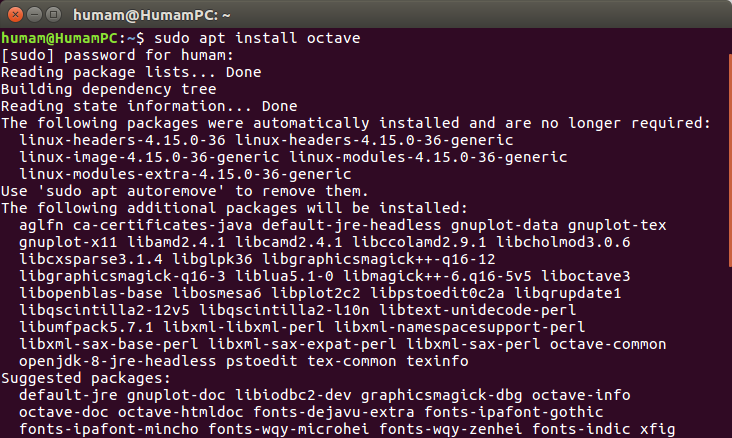 humam@HumamPC: ~
humam@HumamPC:~$ sudo apt install octave
[sudo] password for humam:
Reading package lists... Done
Building dependency tree
Reading state information... Done
The following packages were automatically installed and are no longer required:
  linux-headers-4.15.0-36 linux-headers-4.15.0-36-generic
  linux-image-4.15.0-36-generic linux-modules-4.15.0-36-generic
  linux-modules-extra-4.15.0-36-generic
Use 'sudo apt autoremove' to remove them.
The following additional packages will be installed:
  aglfn ca-certificates-java default-jre-headless gnuplot-data gnuplot-tex
  gnuplot-x11 libamd2.4.1 libcamd2.4.1 libccolamd2.9.1 libcholmod3.0.6
  libcxsparse3.1.4 libglpk36 libgraphicsmagick++-q16-12
  libgraphicsmagick-q16-3 liblua5.1-0 libmagick++-6.q16-5v5 liboctave3
  libopenblas-base libosmesa6 libplot2c2 libpstoedit0c2a libqrupdate1
  libqscintilla2-12v5 libqscintilla2-l10n libtext-unidecode-perl
  libumfpack5.7.1 libxml-libxml-perl libxml-namespacesupport-perl
  libxml-sax-base-perl libxml-sax-expat-perl libxml-sax-perl octave-common
  openjdk-8-jre-headless pstoedit tex-common texinfo
Suggested packages:
  default-jre gnuplot-doc libiodbc2-dev graphicsmagick-dbg octave-info
  octave-doc octave-htmldoc fonts-dejavu-extra fonts-ipafont-gothic
  fonts-ipafont-mincho fonts-wqy-microhei fonts-wqy-zenhei fonts-indic xfig